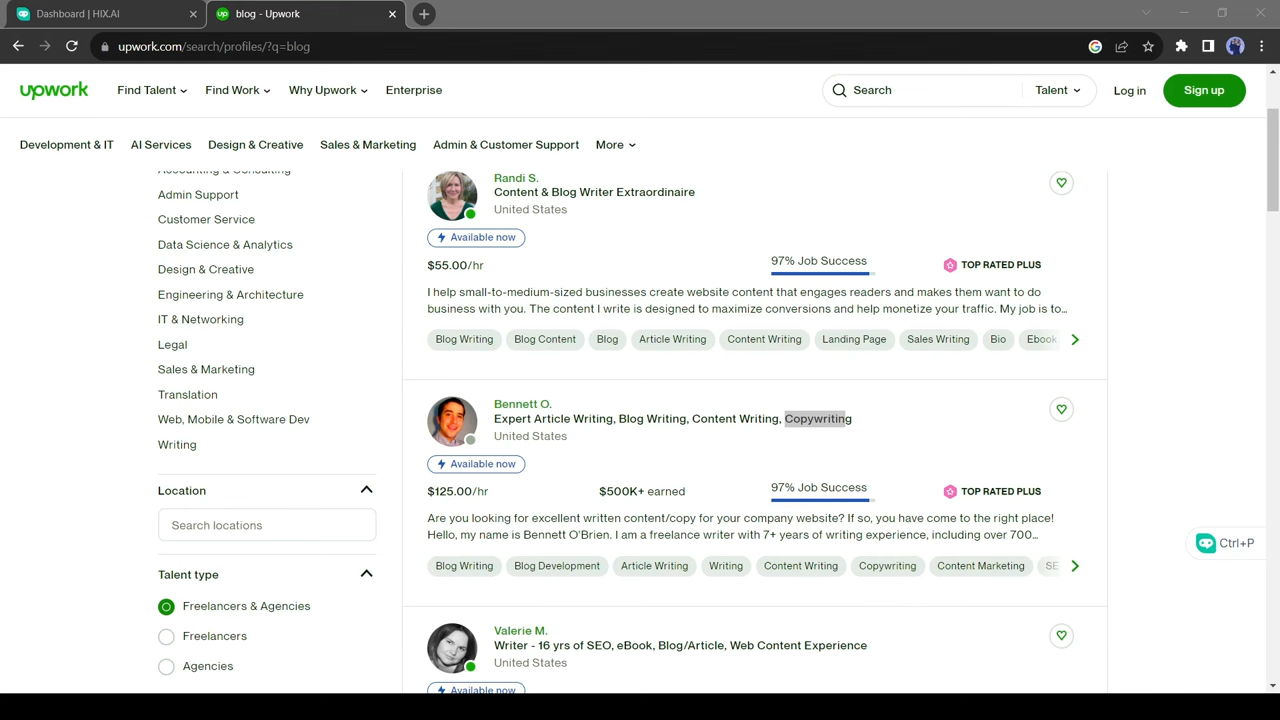 Dashboard | HIX.AI
blog - Upwork
upwork.com/search/profiles/?q=blog
upwork
Find Talent
Find Work
Why Upwork
Enterprise
Search
Talent
Log in
Sign up
Development & IT
AI Services
Design & Creative
Sales & Marketing
Admin & Customer Support
More
Accounting & Consulting
Admin Support
Customer Service
Data Science & Analytics
Design & Creative
Engineering & Architecture
IT & Networking
Legal
Sales & Marketing
Translation
Web, Mobile & Software Dev
Writing
Location
Search locations
Talent type
Freelancers & Agencies
Freelancers
Agencies
Randi S.
Content & Blog Writer Extraordinaire
United States
Available now
$55.00/hr
97% Job Success
TOP RATED PLUS
I help small-to-medium-sized businesses create website content that engages readers and makes them want to do
business with you. The content I write is designed to maximize conversions and help monetize your traffic. My job is to…
Blog Writing
Blog Content
Blog
Article Writing
Content Writing
Landing Page
Sales Writing
Bio
Ebook
Bennett O.
Expert Article Writing, Blog Writing, Content Writing, Copywriting
United States
Available now
$125.00/hr
$500K+ earned
97% Job Success
TOP RATED PLUS
Are you looking for excellent written content/copy for your company website? If so, you have come to the right place!
Hello, my name is Bennett O'Brien. I am a freelance writer with 7+ years of writing experience, including over 700…
Blog Writing
Blog Development
Article Writing
Writing
Content Writing
Copywriting
Content Marketing
SE
Valerie M.
Writer - 16 yrs of SEO, eBook, Blog/Article, Web Content Experience
United States
Available now
Ctrl+P